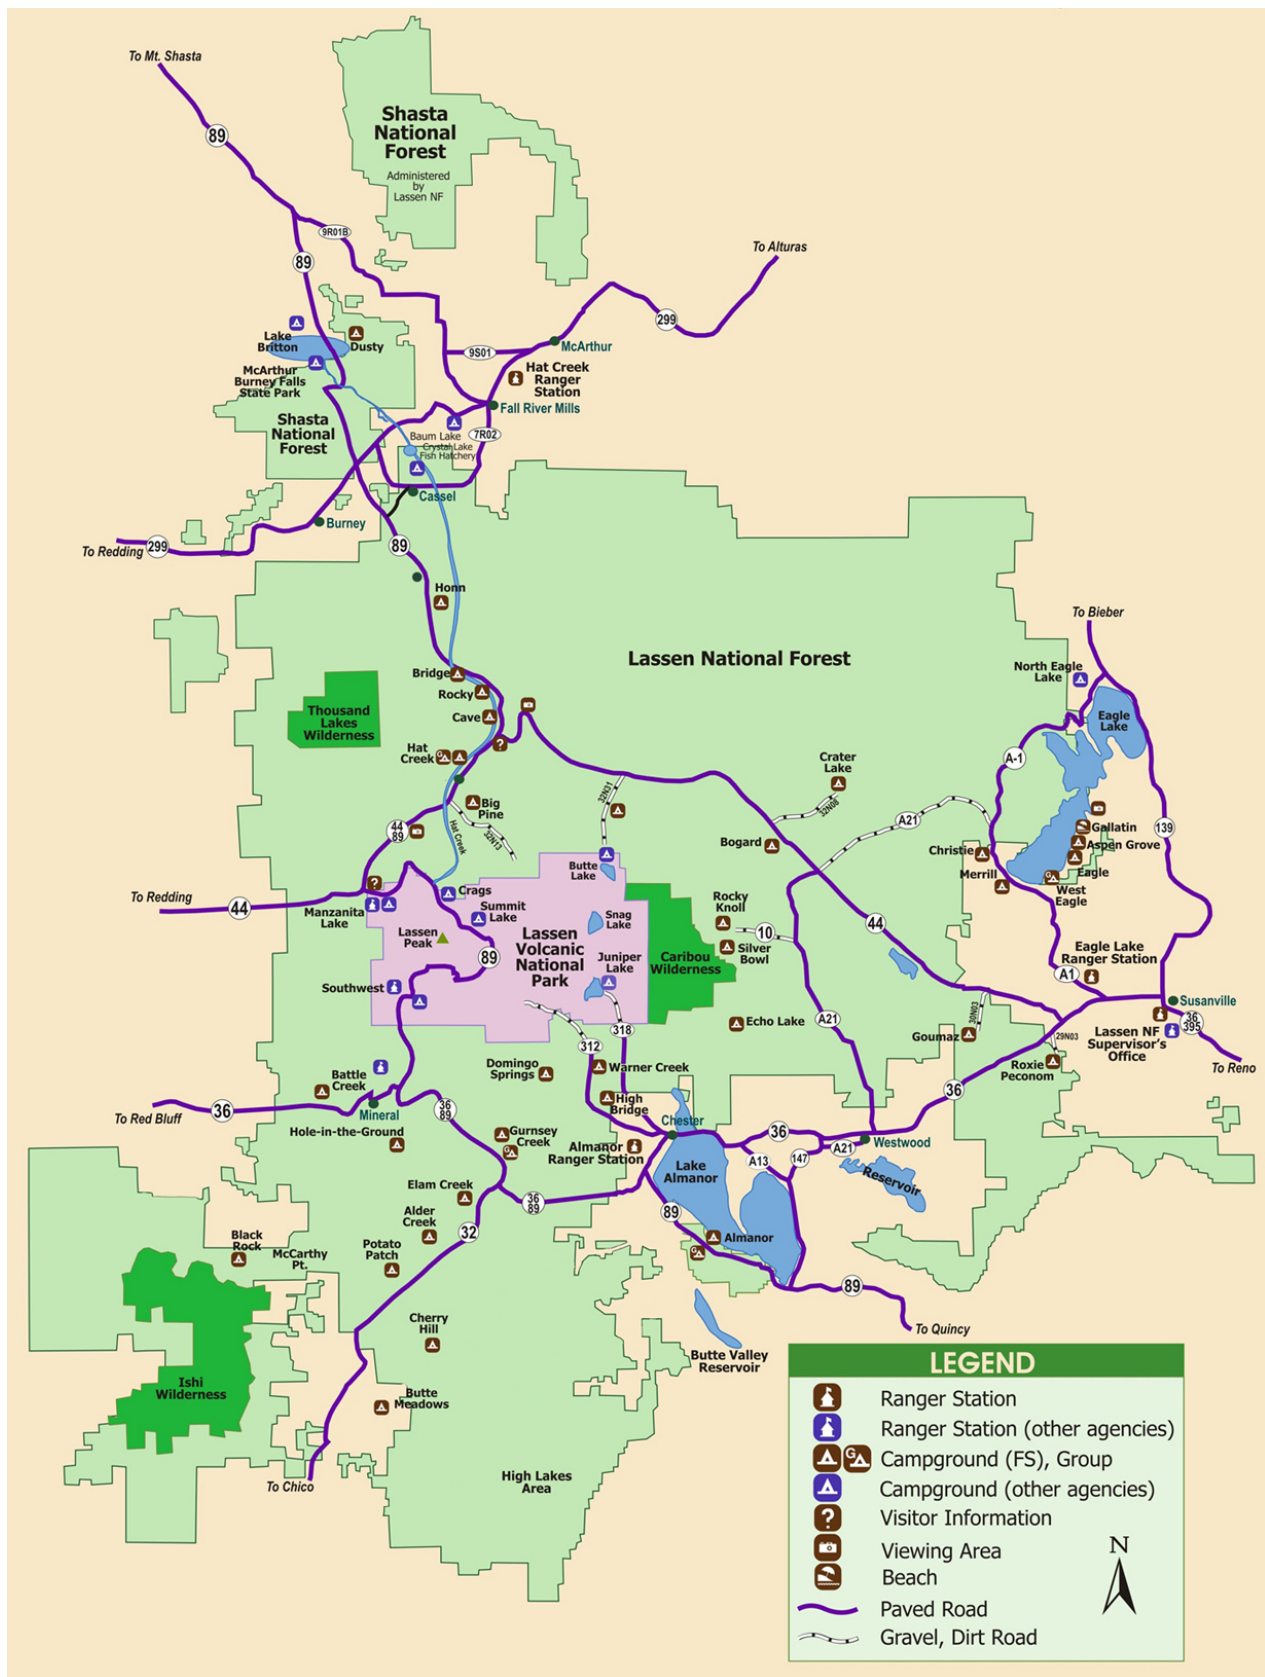 To Mt. Shasta
89
Shasta
National
Forest
Administered
by
Lassen NF
9R01B
89
To Alturas
299
Lake
Britton
Dusty
9S01
McArthur
McArthur
Burney Falls
State Park
Hat Creek
Ranger
Station
Fall River Mills
Shasta
National
Forest
Baum Lake
Crystal Lake
Fish Hatchery
7R02
Cassel
Burney
To Redding
299
89
Honn
To Bieber
Lassen National Forest
North Eagle
Lake
Bridge
Rocky
Cave
Thousand
Lakes
Wilderness
Eagle
Lake
Hat
Creek
G
?
A-1
Crater
Lake
32N31
32N08
Big
Pine
44
89
Hat Creek
32N13
A21
139
Gallatin
Aspen Grove
Bogard
Christie
Eagle
Merrill
G
West
Eagle
Butte
Lake
To Redding
44
?
Manzanita
Lake
Crags
Summit
Lake
Snag
Lake
Rocky
Knoll
10
44
Lassen
Peak
89
Lassen
Volcanic
National
Park
Juniper
Lake
Caribou
Wilderness
Silver
Bowl
Eagle Lake
Ranger Station
A1
Southwest
Susanville
36
395
318
Echo Lake
A21
30N03
Goumaz
29N03
Lassen NF
Supervisor's
Office
312
To Reno
Roxie
Peconom
Domingo
Springs
Warner Creek
Battle
Creek
36
High
Bridge
To Red Bluff
36
Mineral
36
89
Chester
Hole-in-the-Ground
Gurnsey
Creek
G
Almanor
Ranger Station
36
A13
147
A21
Westwood
Lake
Almanor
Reservoir
Elam Creek
36
89
89
Alder
Creek
32
Black
Rock
McCarthy
Pt.
Potato
Patch
Almanor
G
89
To Quincy
Cherry
Hill
Butte Valley
Reservoir
Ishi
Wilderness
Butte
Meadows
To Chico
High Lakes
Area
LEGEND
Ranger Station
Ranger Station (other agencies)
G
Campground (FS), Group
Campground (other agencies)
?
Visitor Information
Viewing Area
Beach
Paved Road
Gravel, Dirt Road
N